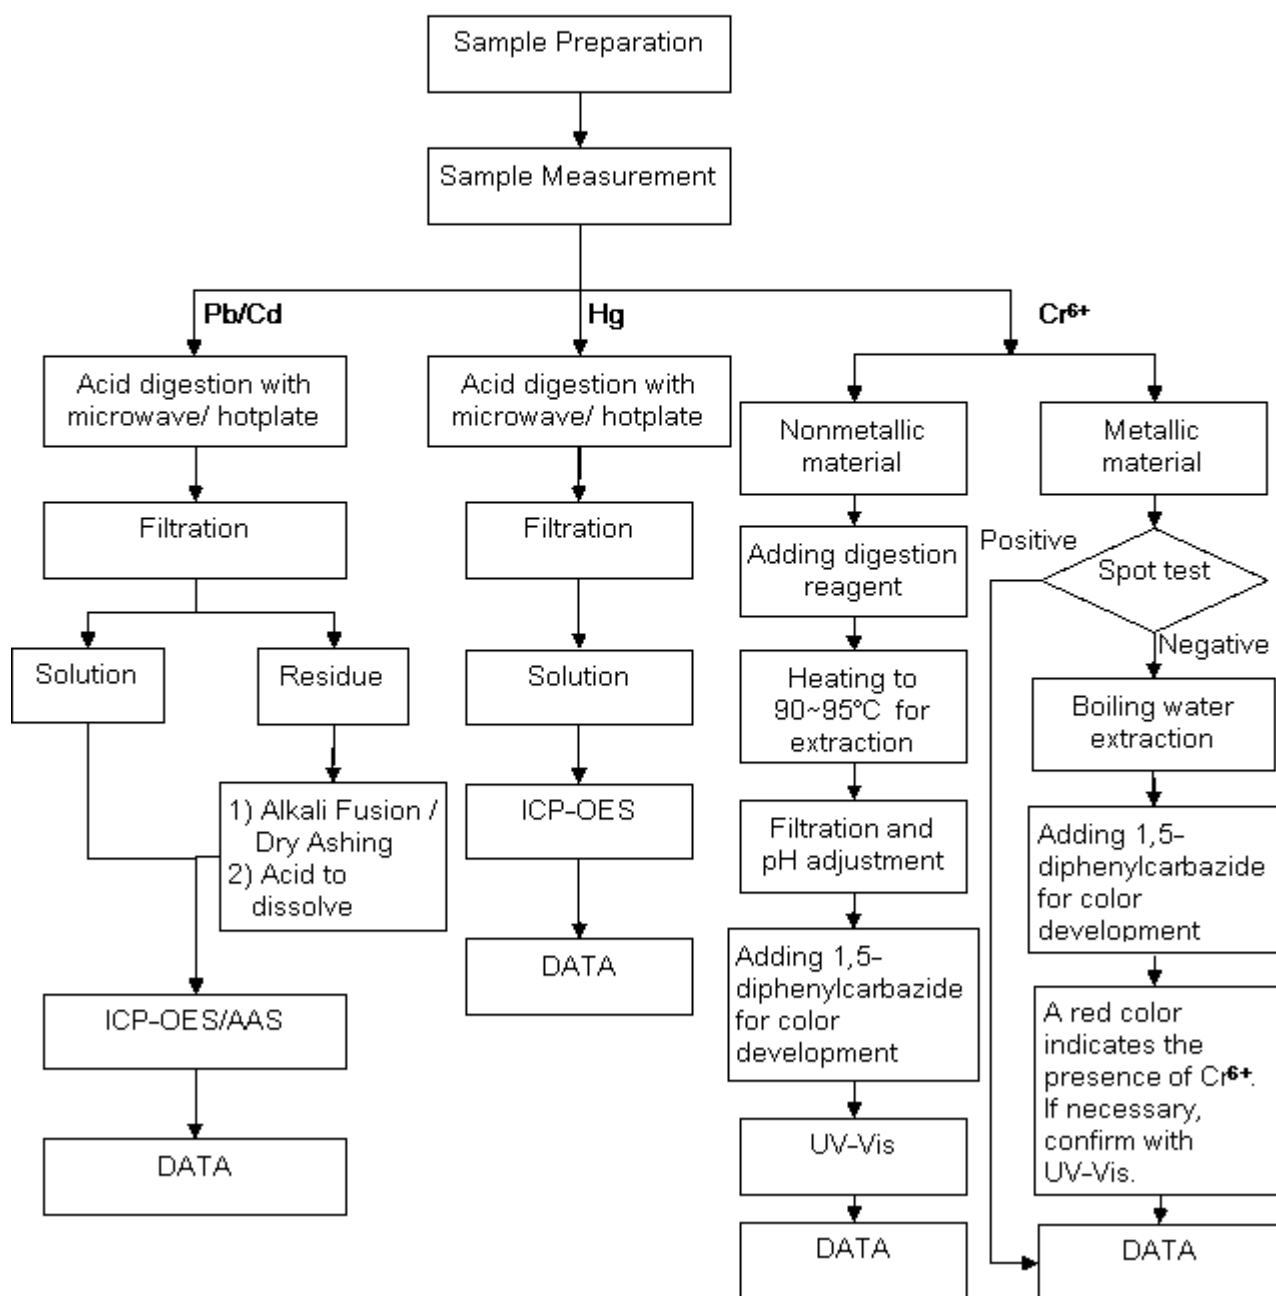 Sample Preparation
Sample Measurement
Pb/Cd
Hg
Cr⁶⁺
Acid digestion with
microwave/ hotplate
Filtration
Solution
Residue
1) Alkali Fusion /
Dry Ashing
2) Acid to
dissolve
ICP-OES/AAS
DATA
Acid digestion with
microwave/ hotplate
Filtration
Solution
ICP-OES
DATA
Nonmetallic
material
Adding digestion
reagent
Heating to
90~95°C for
extraction
Filtration and
pH adjustment
Adding 1,5-
diphenylcarbazide
for color
development
UV-Vis
DATA
Metallic
material
Positive
Spot test
Negative
Boiling water
extraction
Adding 1,5-
diphenylcarbazide
for color
development
A red color
indicates the
presence of Cr⁶⁺.
If necessary,
confirm with
UV-Vis.
DATA